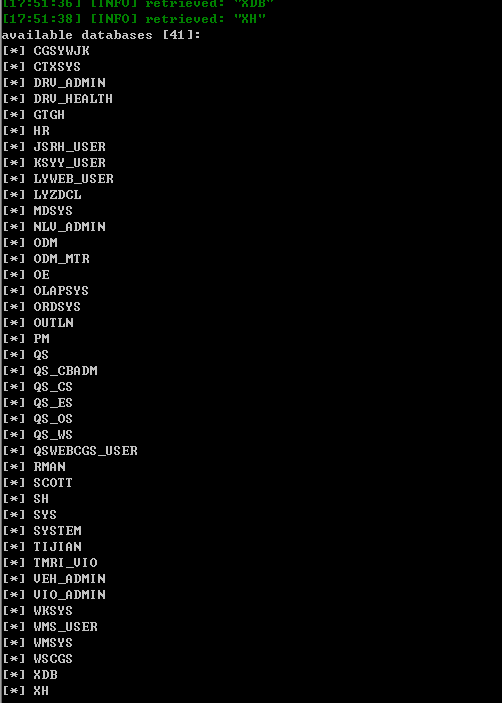 [17:51:36] [INFO] retrieved: "XDB"
[17:51:38] [INFO] retrieved: "XH"
available databases [41]:
[*] CGSYWJK
[*] CTXSYS
[*] DRV_ADMIN
[*] DRV_HEALTH
[*] GTGH
[*] HR
[*] JSRH_USER
[*] KSYY_USER
[*] LYWEB_USER
[*] LYZDCL
[*] MDSYS
[*] NLV_ADMIN
[*] ODM
[*] ODM_MTR
[*] OE
[*] OLAPSYS
[*] ORDSYS
[*] OUTLN
[*] PM
[*] QS
[*] QS_CBADM
[*] QS_CS
[*] QS_ES
[*] QS_OS
[*] QS_WS
[*] QSWEBCGS_USER
[*] RMAN
[*] SCOTT
[*] SH
[*] SYS
[*] SYSTEM
[*] TIJIAN
[*] TMRI_VIO
[*] VEH_ADMIN
[*] VIO_ADMIN
[*] WKSYS
[*] WMS_USER
[*] WMSYS
[*] WSCGS
[*] XDB
[*] XH